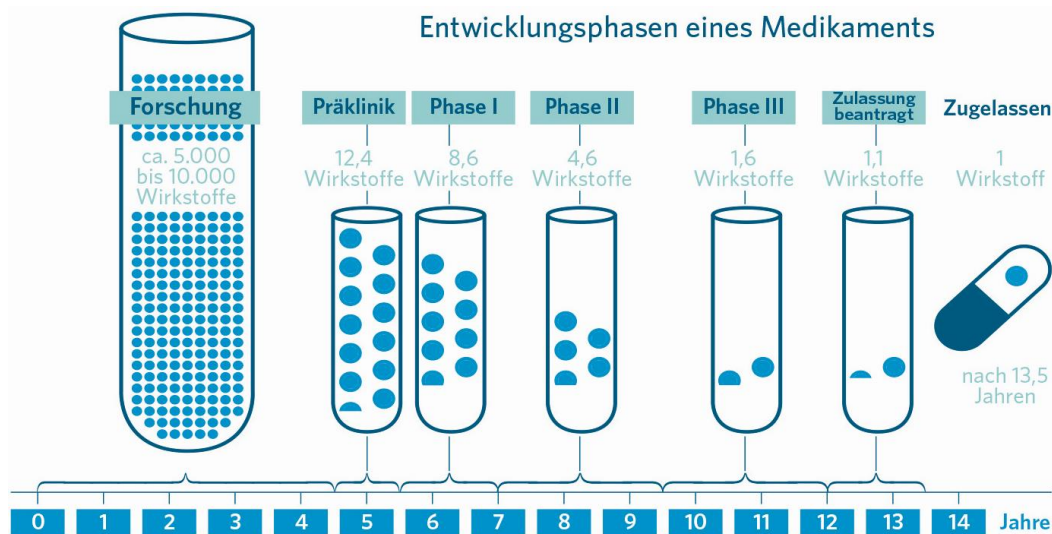 Entwicklungsphasen eines Medikaments
Forschung
ca. 5.000
bis 10.000
Wirkstoffe
Präklinik
12,4
Wirkstoffe
Phase I
8,6
Wirkstoffe
Phase II
4,6
Wirkstoffe
Phase III
1,6
Wirkstoffe
Zulassung
beantragt
1,1
Wirkstoffe
Zugelassen
1
Wirkstoff
nach 13,5
Jahren
0 1 2 3 4 5 6 7 8 9 10 11 12 13 14 Jahre